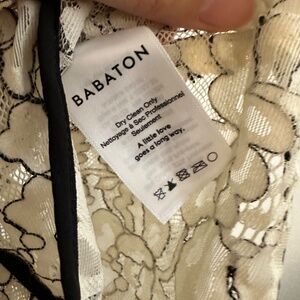 BABATON
Dry Clean Only
Nettoyage à Sec Professionnel
Seulement
A little love
goes a long way.